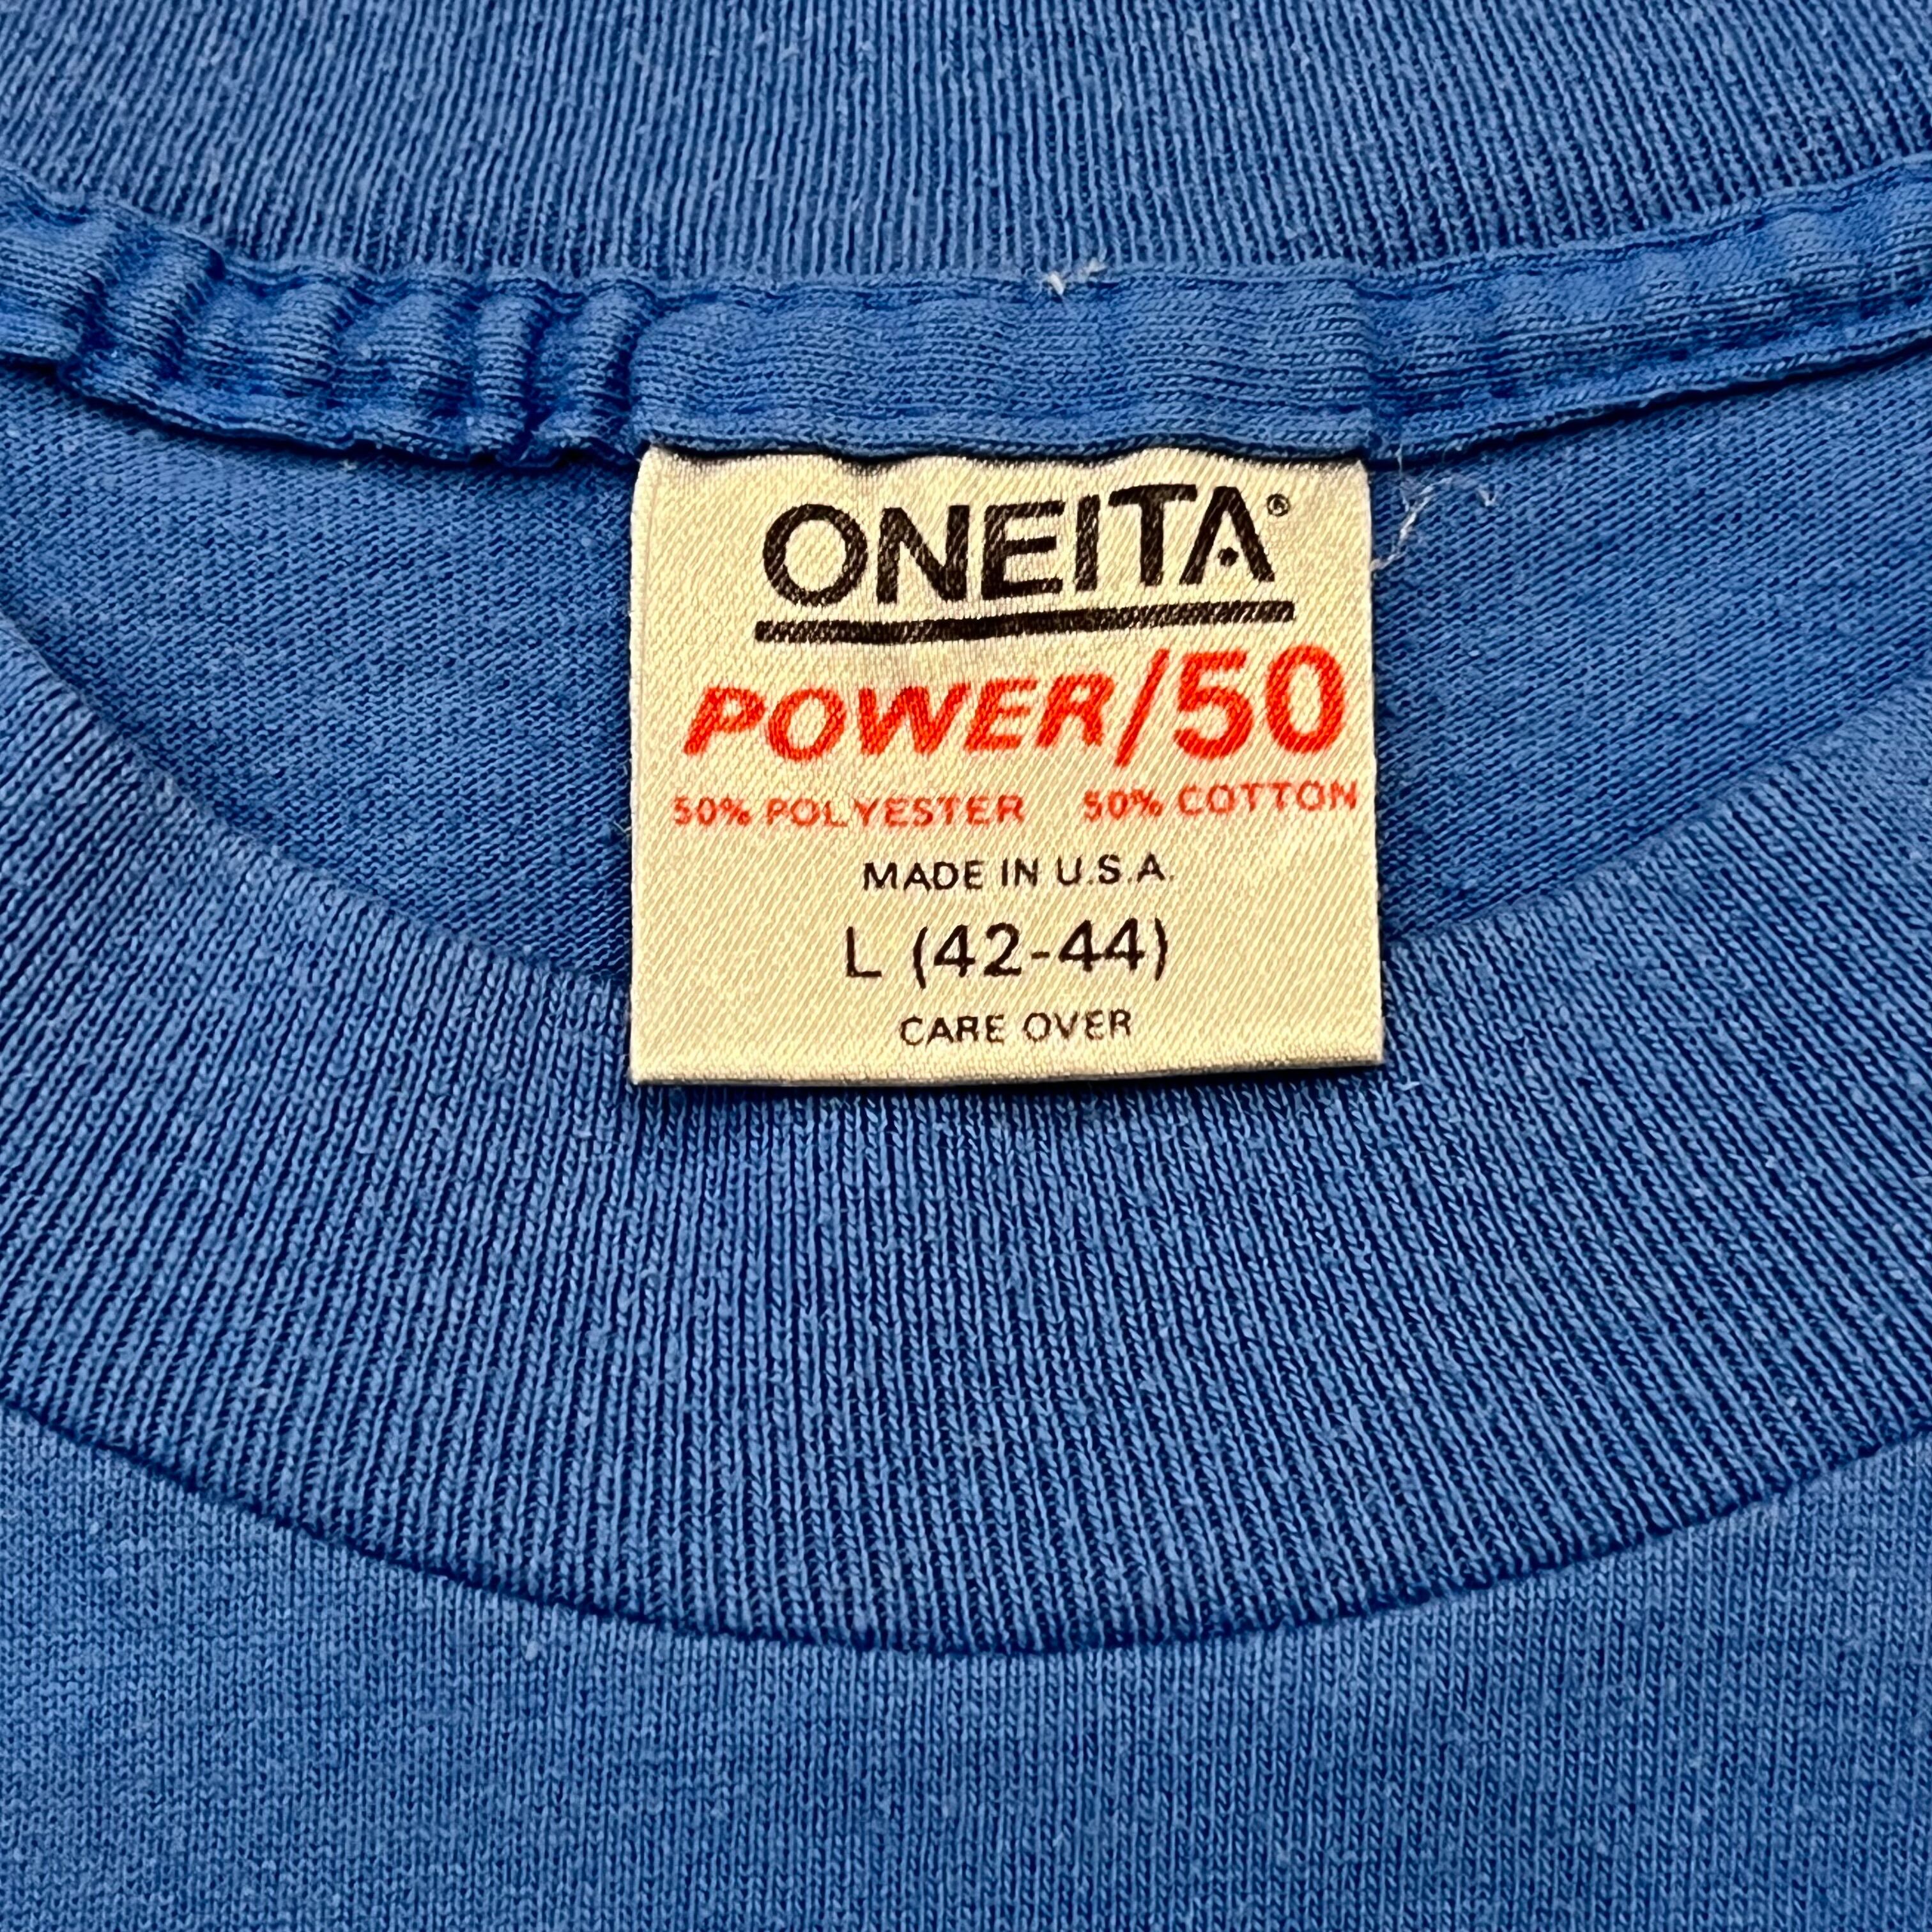 ONEITA®
POWER/50
50% POLYESTER 50% COTTON
MADE IN U.S.A.
L (42-44)
CARE OVER